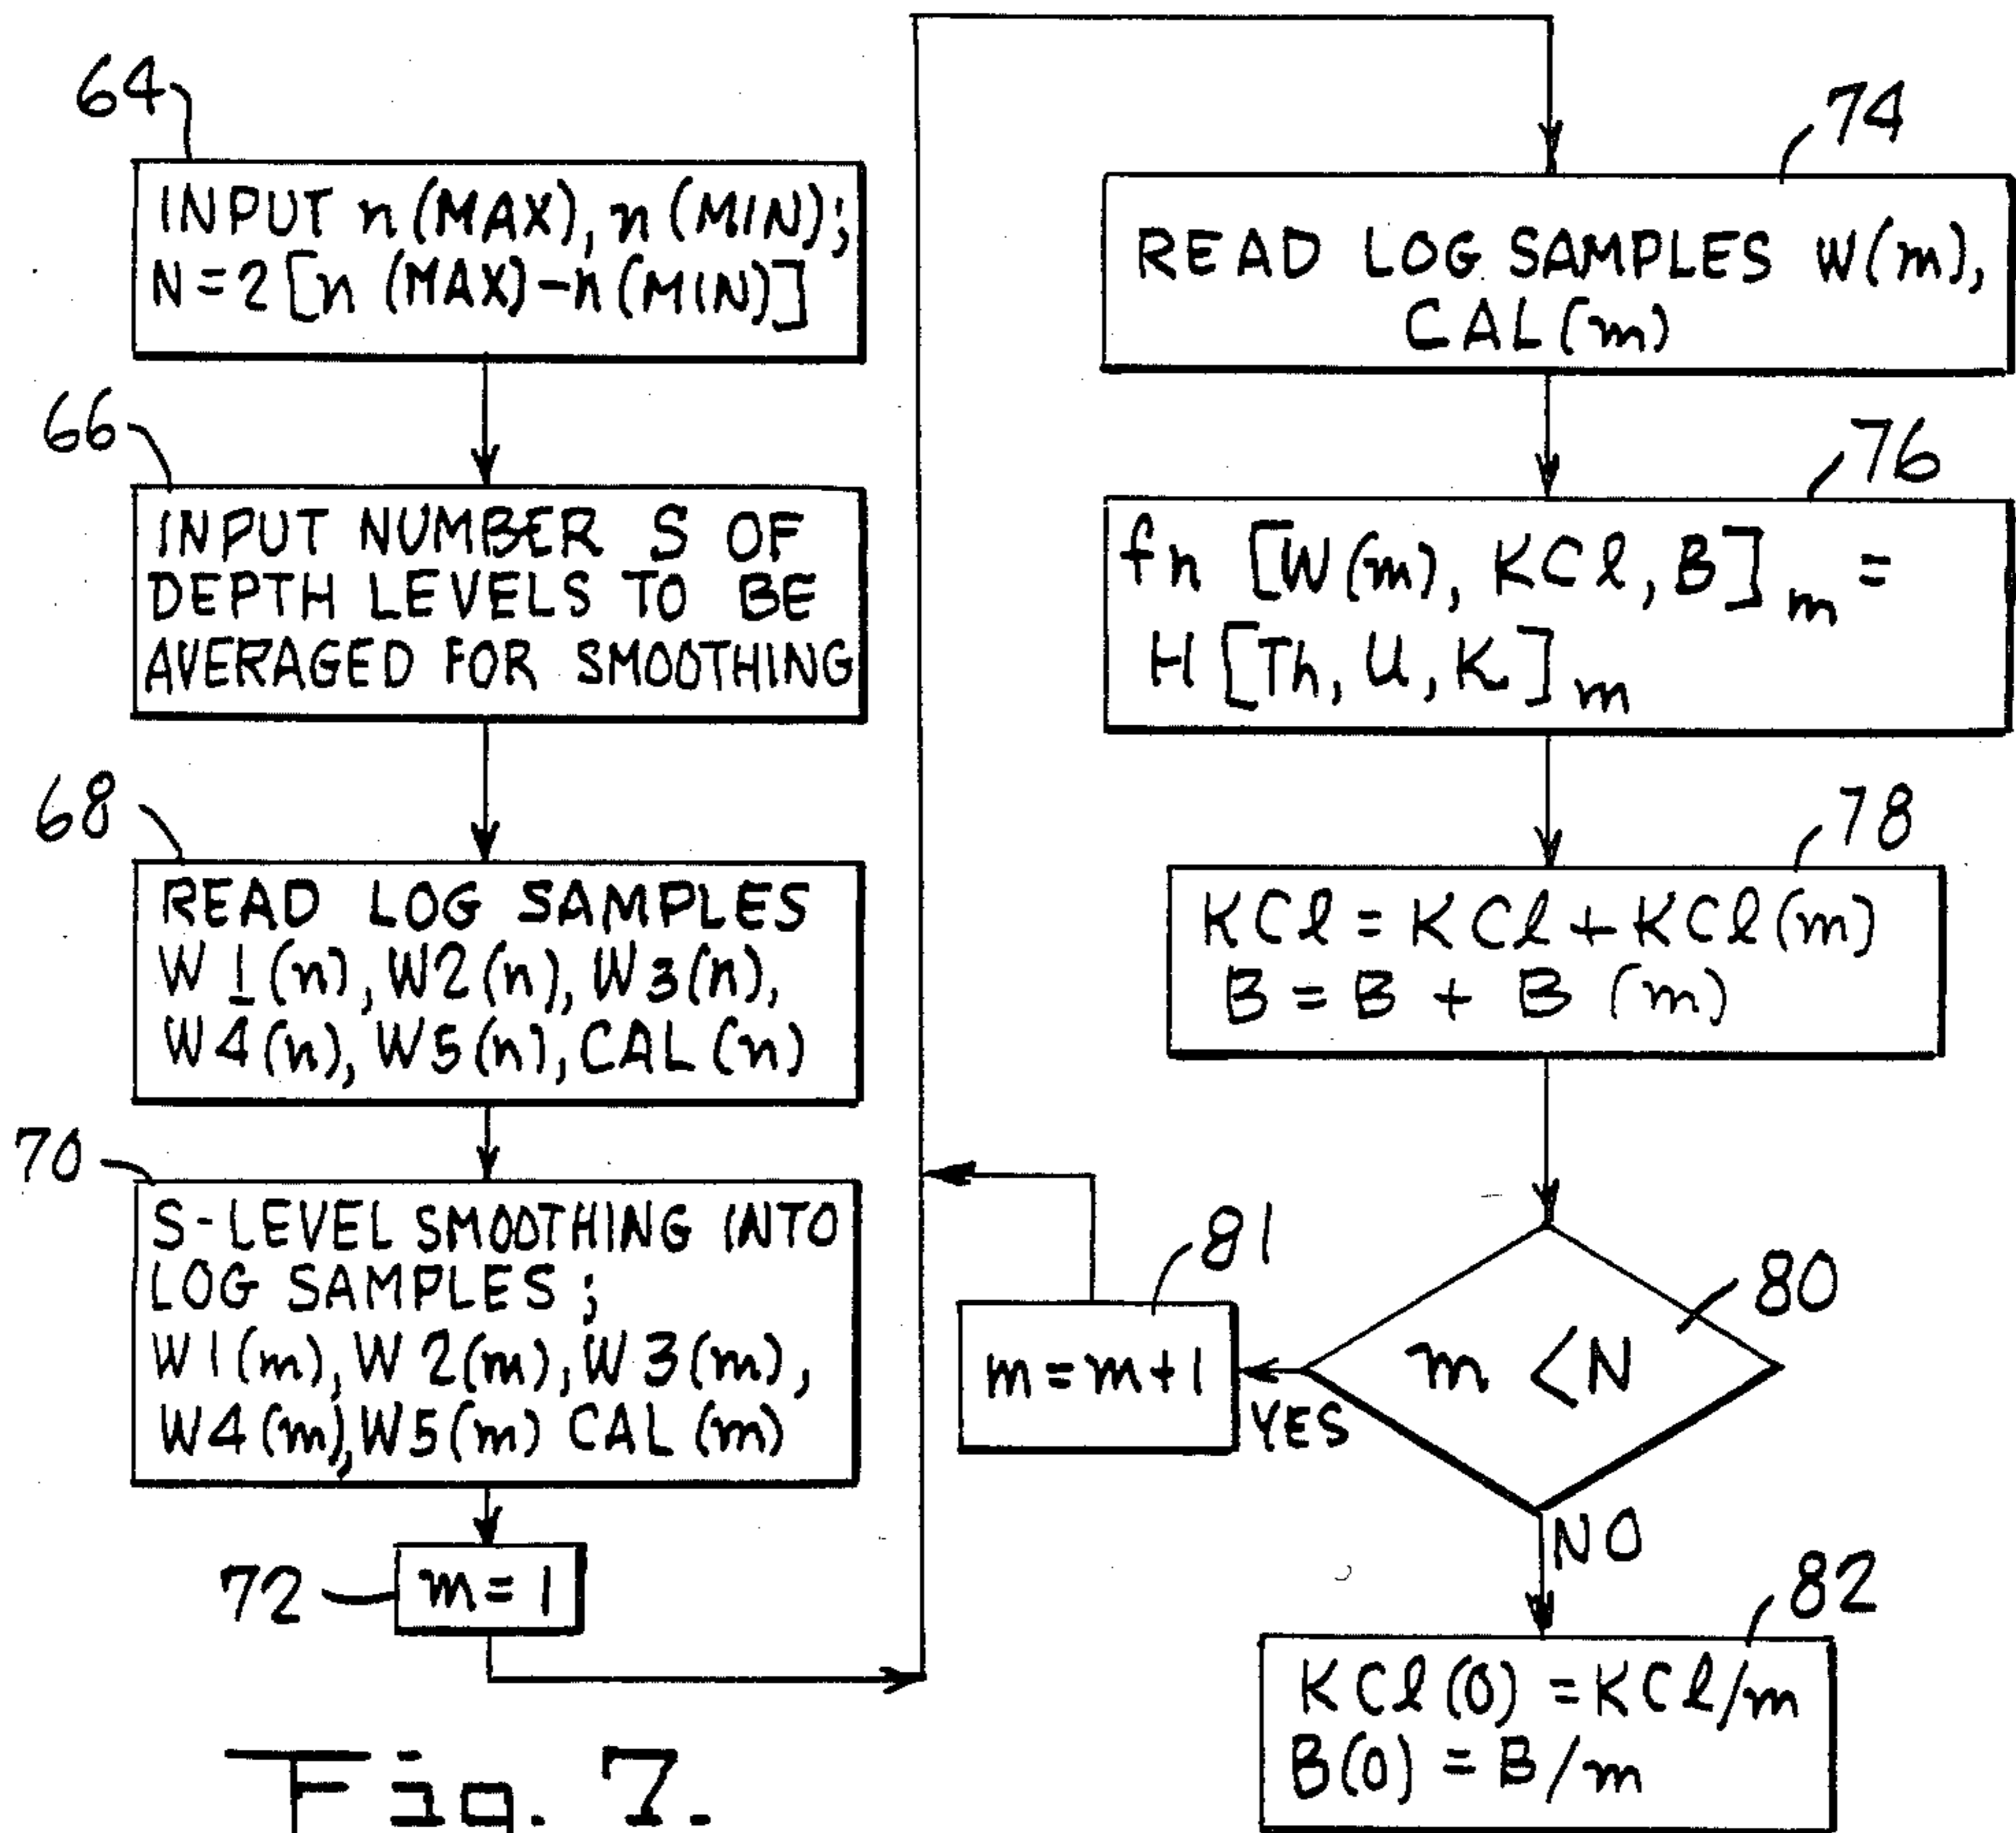 64
INPUT n(MAX), n(MIN);
N=2[n(MAX)-n(MIN)]
66
INPUT NUMBER S OF
DEPTH LEVELS TO BE
AVERAGED FOR SMOOTHING
68
READ LOG SAMPLES
W1(n), W2(n), W3(n),
W4(n), W5(n), CAL(n)
70
S-LEVEL SMOOTHING INTO
LOG SAMPLES;
W1(m), W2(m), W3(m),
W4(m), W5(m) CAL(m)
72
m=1
74
READ LOG SAMPLES W(m),
CAL(m)
76
fn [W(m), KCl, B]m =
H[Th, U, K]m
78
KCl = KCl + KCl(m)
B = B + B(m)
80
m < N
YES
81
m=m+1
NO
82
KCl(0) = KCl/m
B(0) = B/m
Fig. 7.